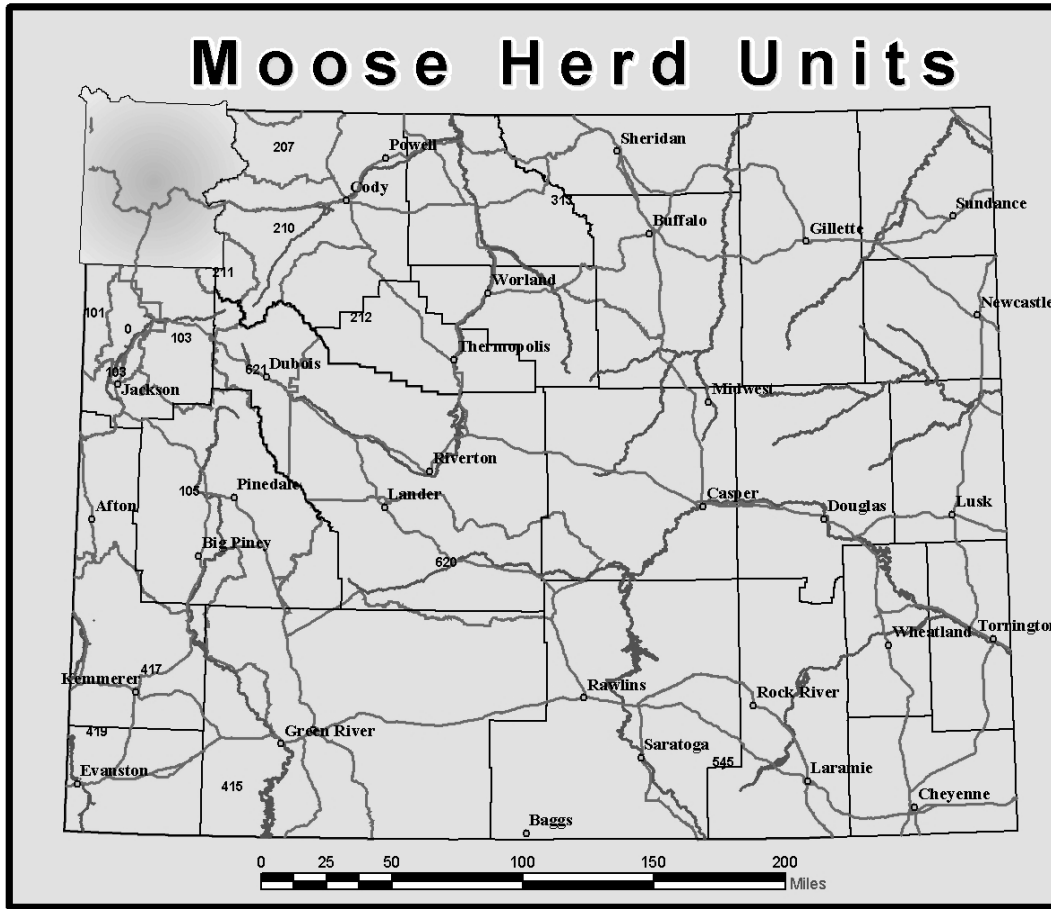 Moose Herd Units
Sheridan
207
Powell
Cody
313
Sundance
210
Buffalo
Gillette
211
Worland
101
212
Newcastle
0
103
Thermopolis
621
Dubois
103
Jackson
Midwest
Riverton
105
Pinedale
Lander
Casper
Douglas
Lusk
Afton
Big Piney
620
Torrington
Wheatland
417
Kemmerer
Rawlins
Rock River
419
Green River
Saratoga
545
Evanston
415
Laramie
Cheyenne
Baggs
0 25 50 100 150 200
Miles